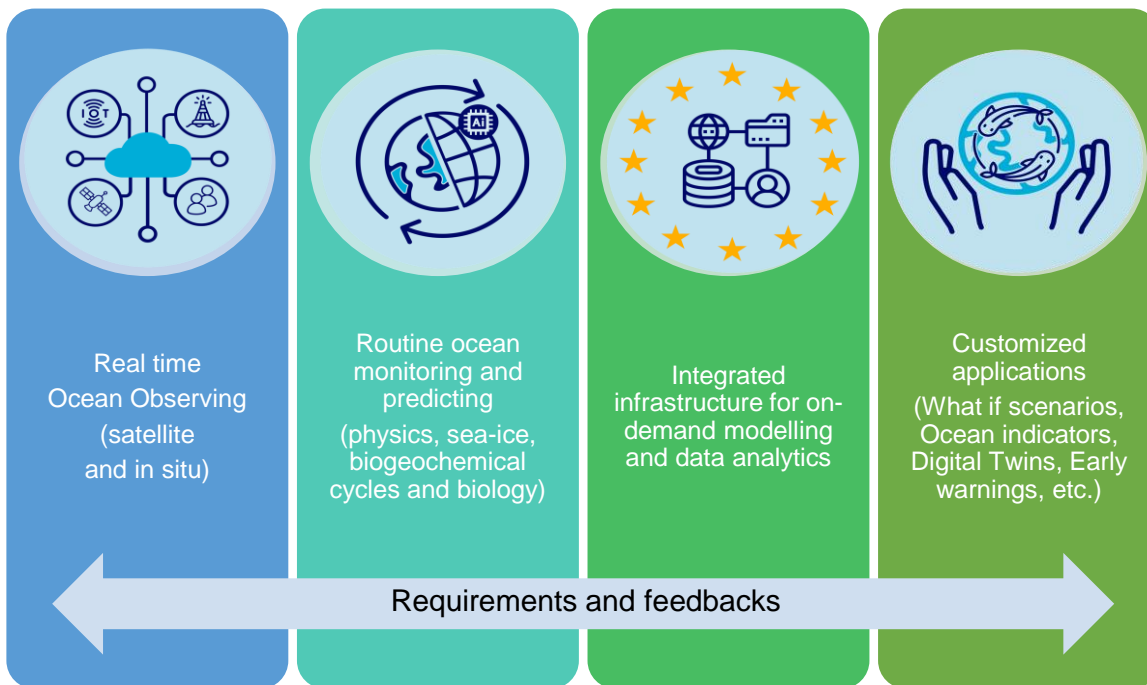 I O T
Ai
Real time
Ocean Observing
(satellite
and in situ)
Routine ocean
monitoring and
predicting
(physics, sea-ice,
biogeochemical
cycles and biology)
Integrated
infrastructure for on-
demand modelling
and data analytics
Customized
applications
(What if scenarios,
Ocean indicators,
Digital Twins, Early
warnings, etc.)
Requirements and feedbacks